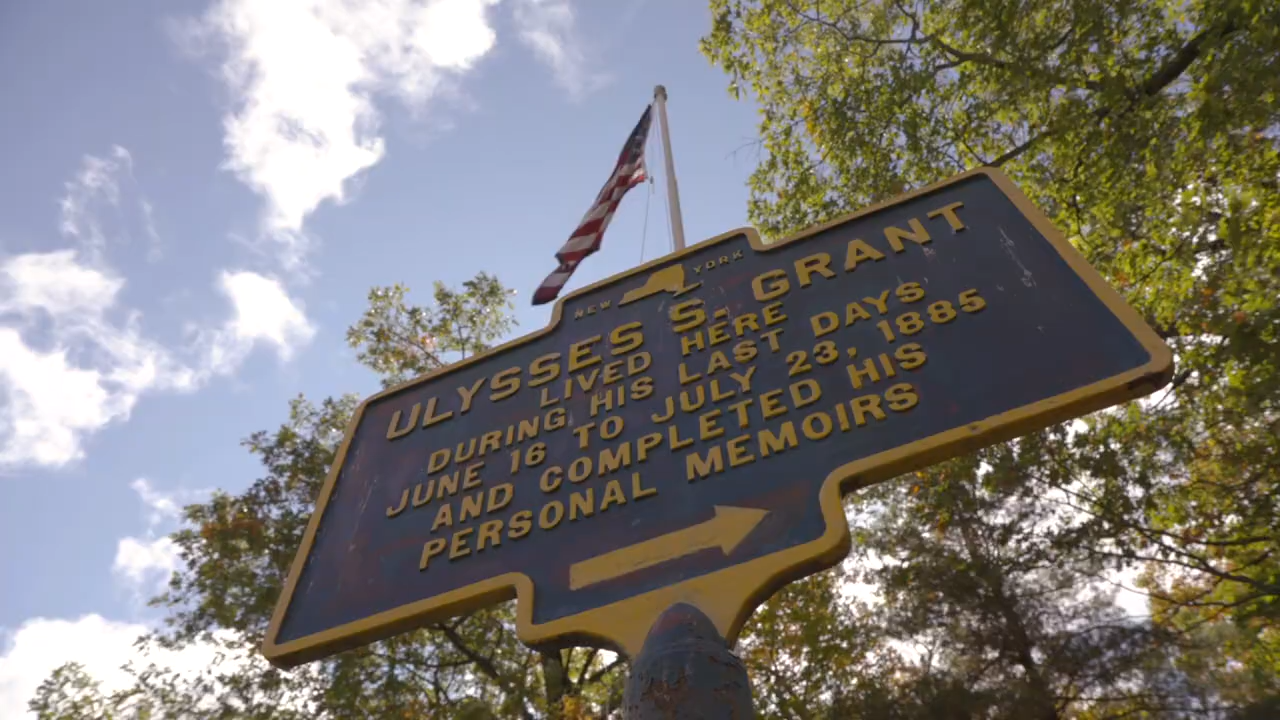 NEW YORK
ULYSSES S. GRANT
LIVED HERE
DURING HIS LAST DAYS
JUNE 16 TO JULY 23, 1885
AND COMPLETED HIS
PERSONAL MEMOIRS